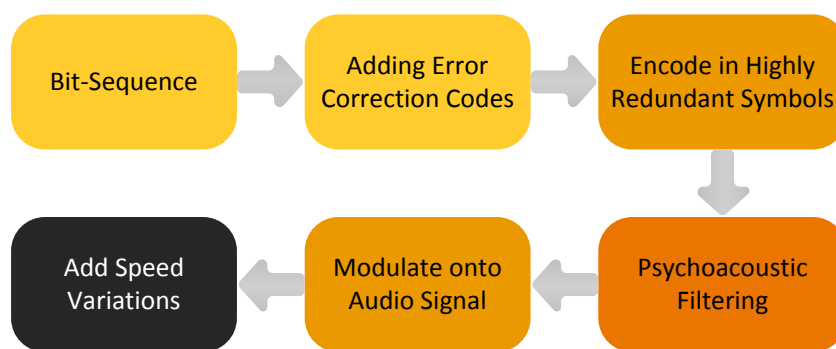 Bit-Sequence
Adding Error
Correction Codes
Encode in Highly
Redundant Symbols
Psychoacoustic
Filtering
Modulate onto
Audio Signal
Add Speed
Variations